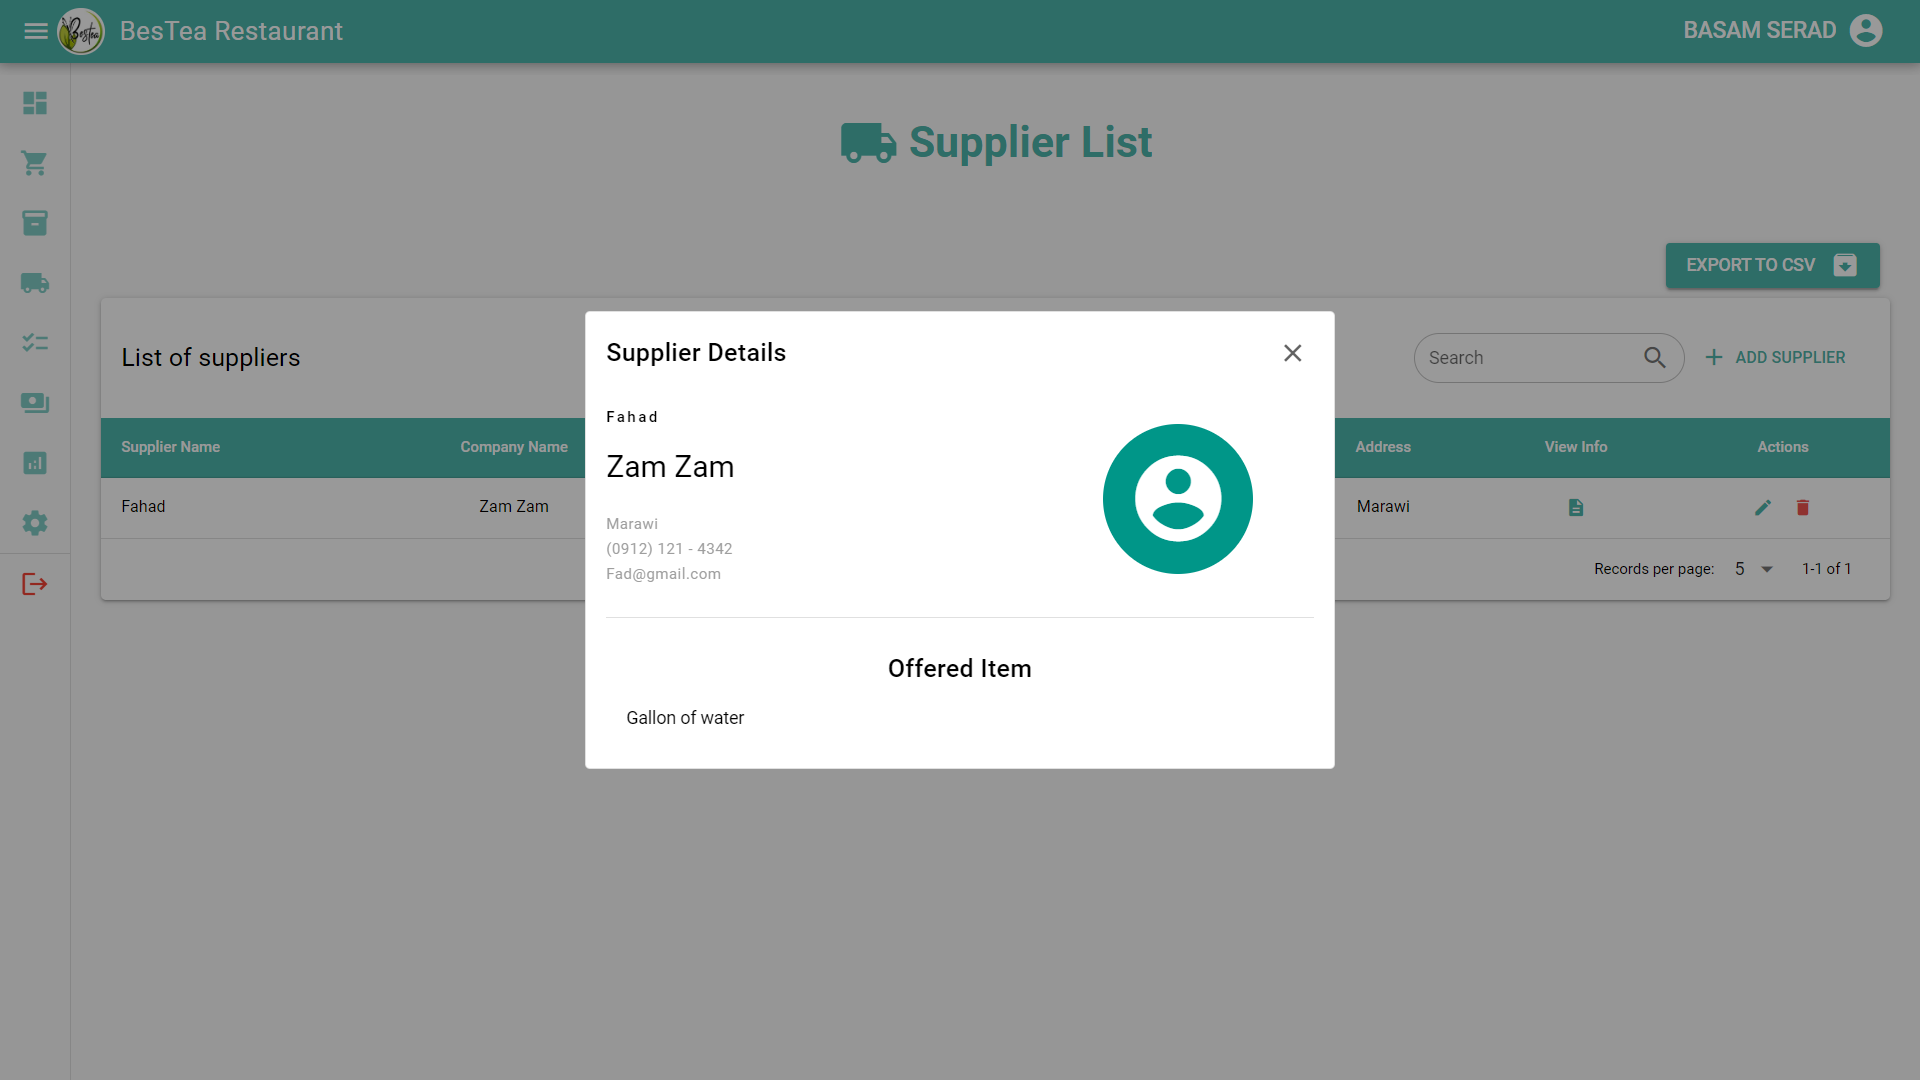 Bestea
BesTea Restaurant
BASAM SERAD
Supplier List
EXPORT TO CSV
List of suppliers
Search
ADD SUPPLIER
Supplier Name
Company Name
Address
View Info
Actions
Fahad
Zam Zam
Marawi
Records per page:
5
1-1 of 1
Supplier Details
Fahad
Zam Zam
Marawi
(0912) 121 - 4342
Fad@gmail.com
Offered Item
Gallon of water